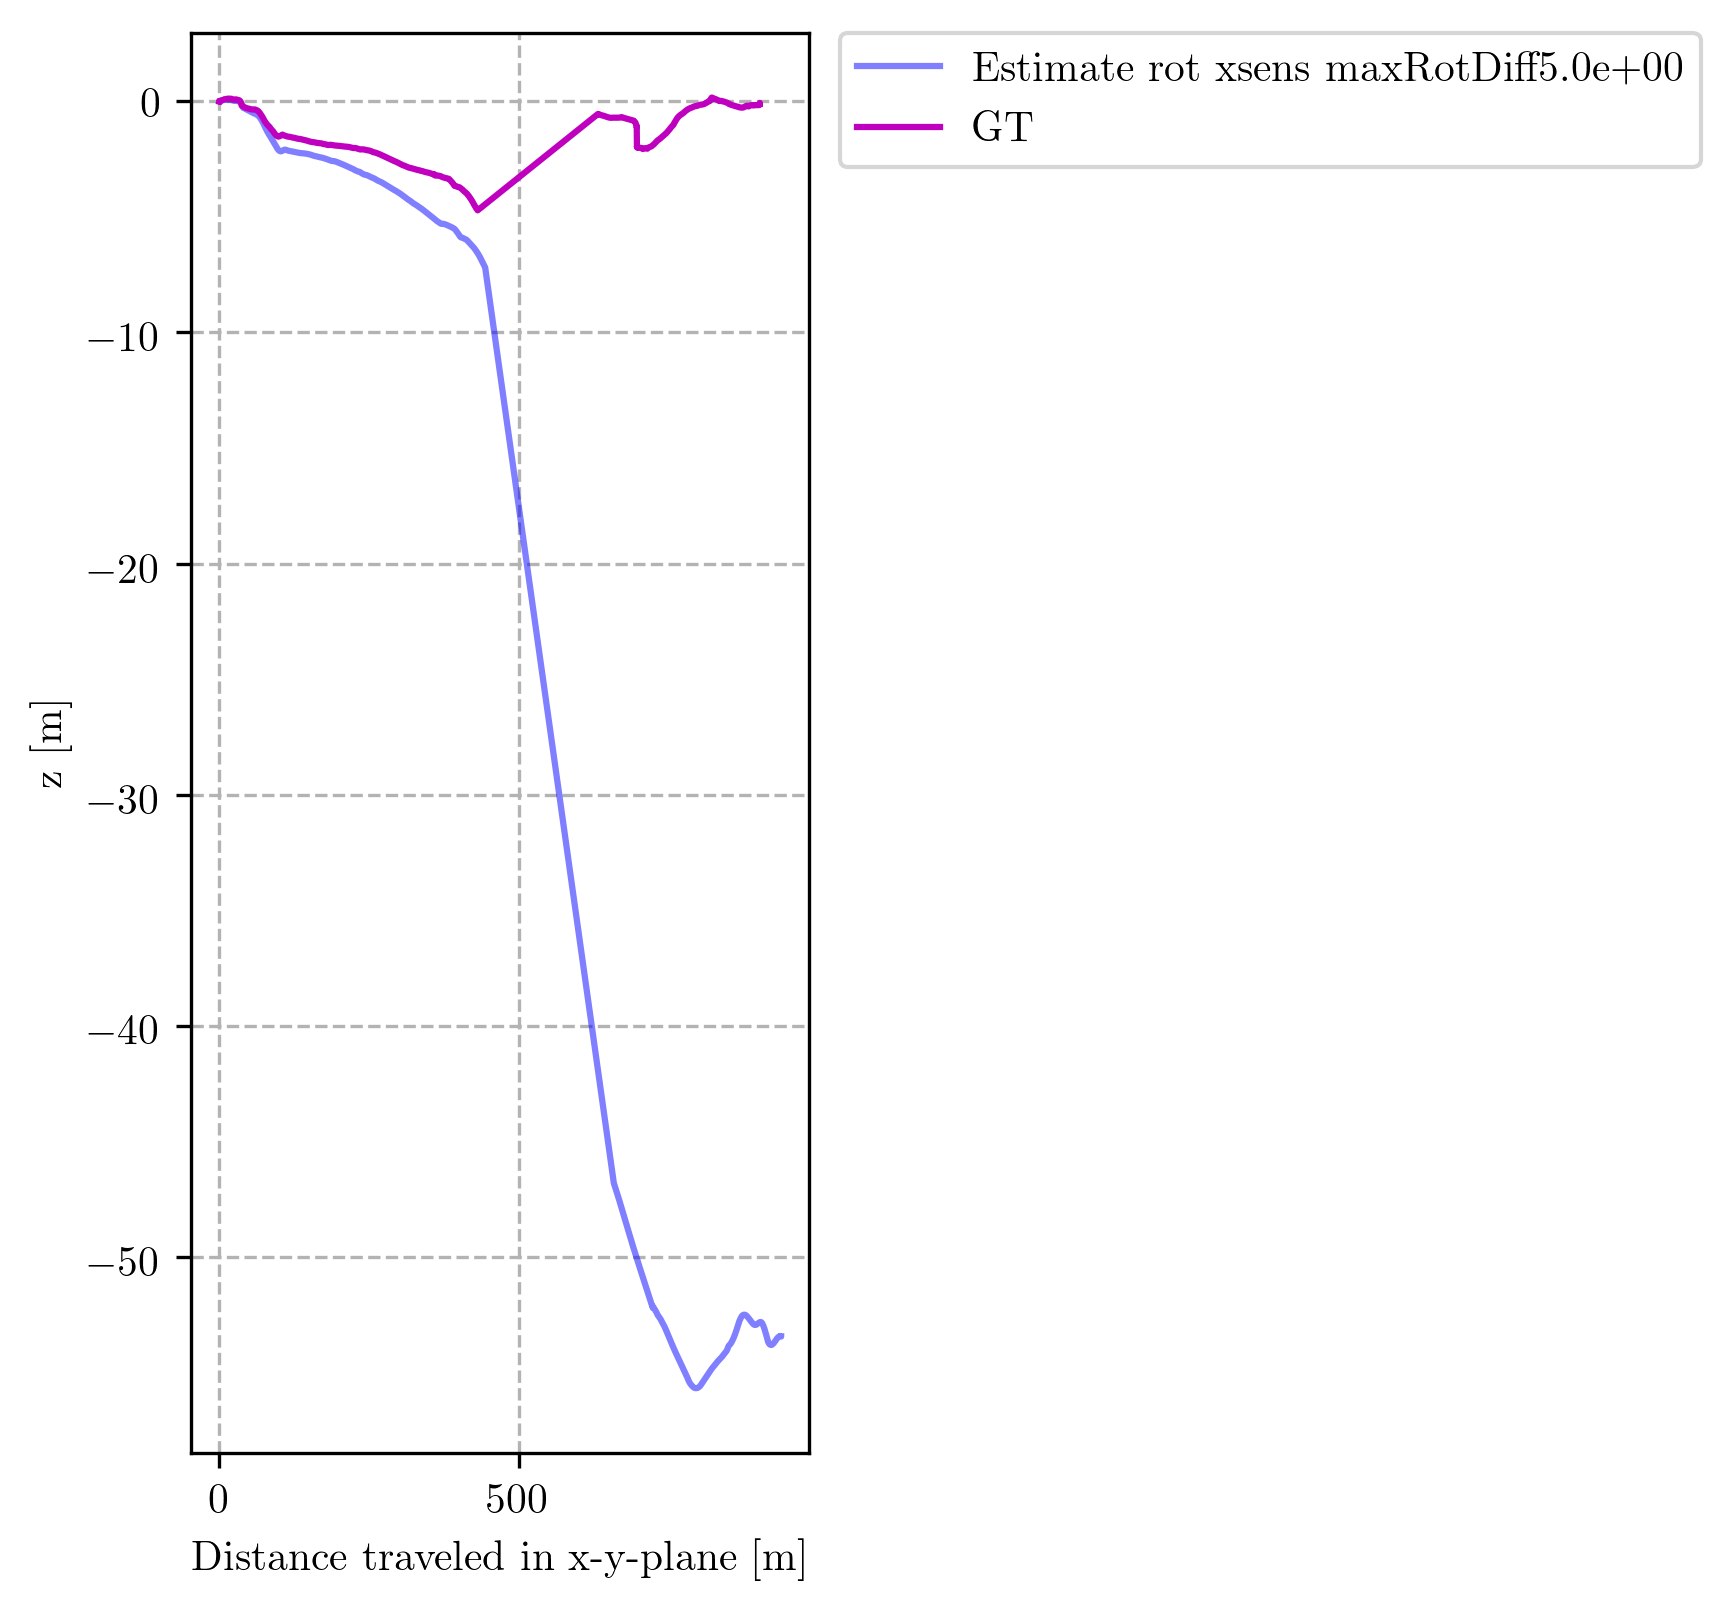 Estimate rot xsens maxRotDiff5.0e+00
GT
0
−10
−20
−30
−40
−50
z [m]
0 500
Distance traveled in x-y-plane [m]